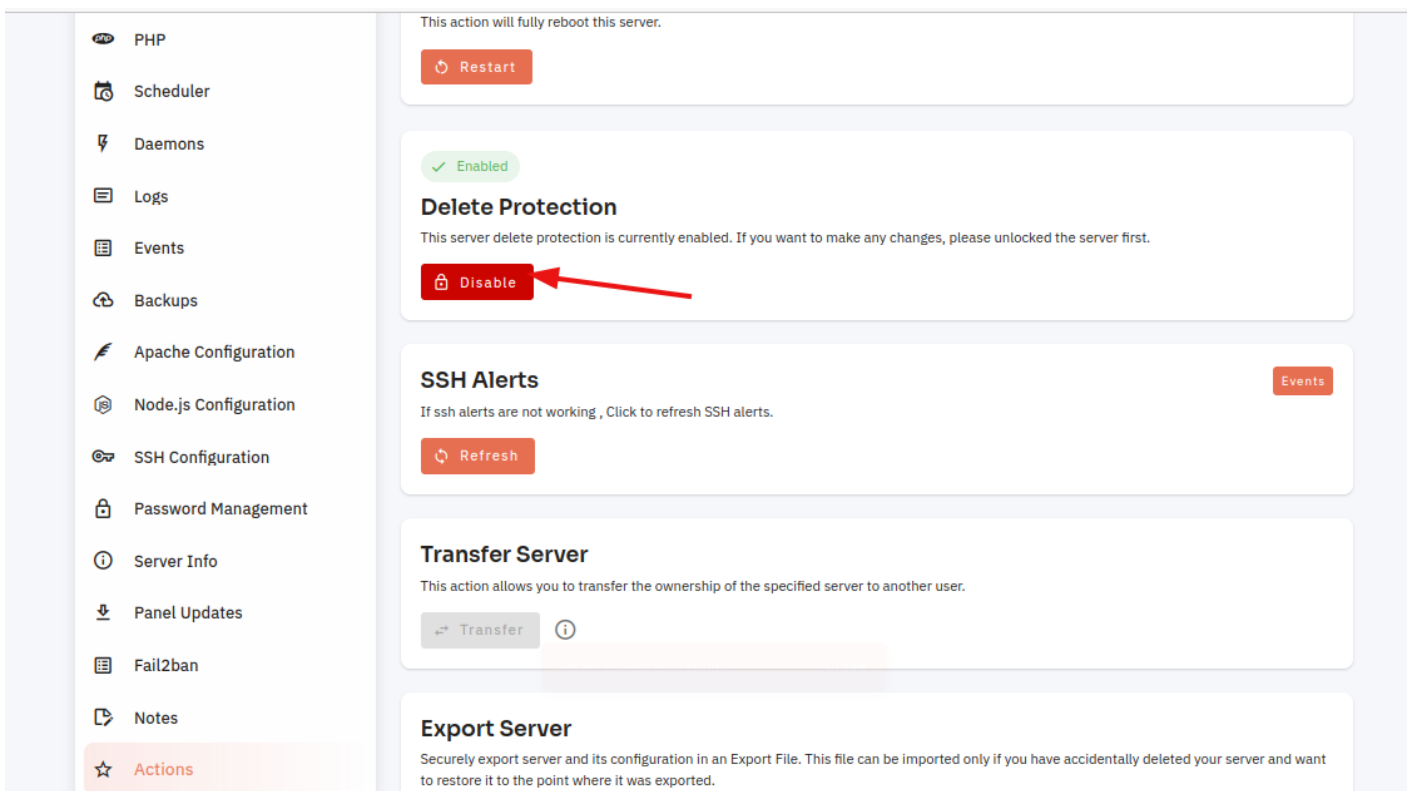 PHP
Scheduler
Daemons
Logs
Events
Backups
Apache Configuration
Node.js Configuration
SSH Configuration
Password Management
Server Info
Panel Updates
Fail2ban
Notes
Actions
This action will fully reboot this server.
Restart
Enabled
Delete Protection
This server delete protection is currently enabled. If you want to make any changes, please unlocked the server first.
Disable
SSH Alerts
Events
If ssh alerts are not working , Click to refresh SSH alerts.
Refresh
Transfer Server
This action allows you to transfer the ownership of the specified server to another user.
Transfer
Export Server
Securely export server and its configuration in an Export File. This file can be imported only if you have accidentally deleted your server and want
to restore it to the point where it was exported.